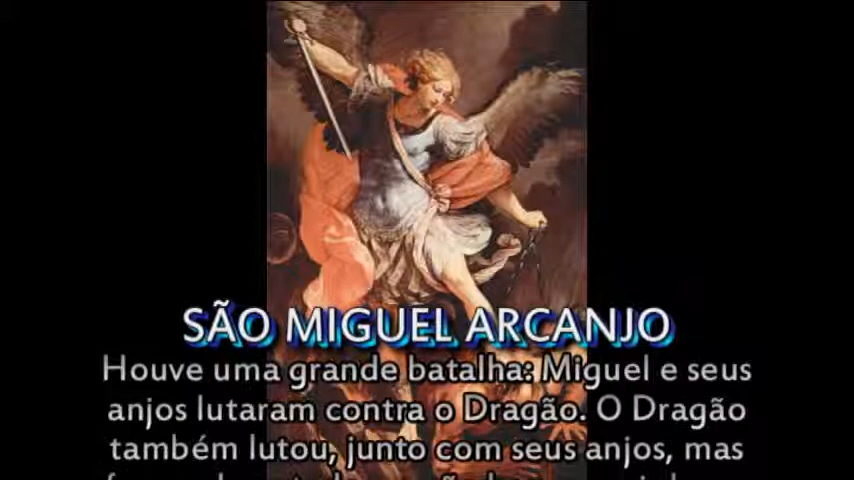 SÃO MIGUEL ARCANJO
Houve uma grande batalha: Miguel e seus
anjos lutaram contra o Dragão. O Dragão
também lutou, junto com seus anjos, mas